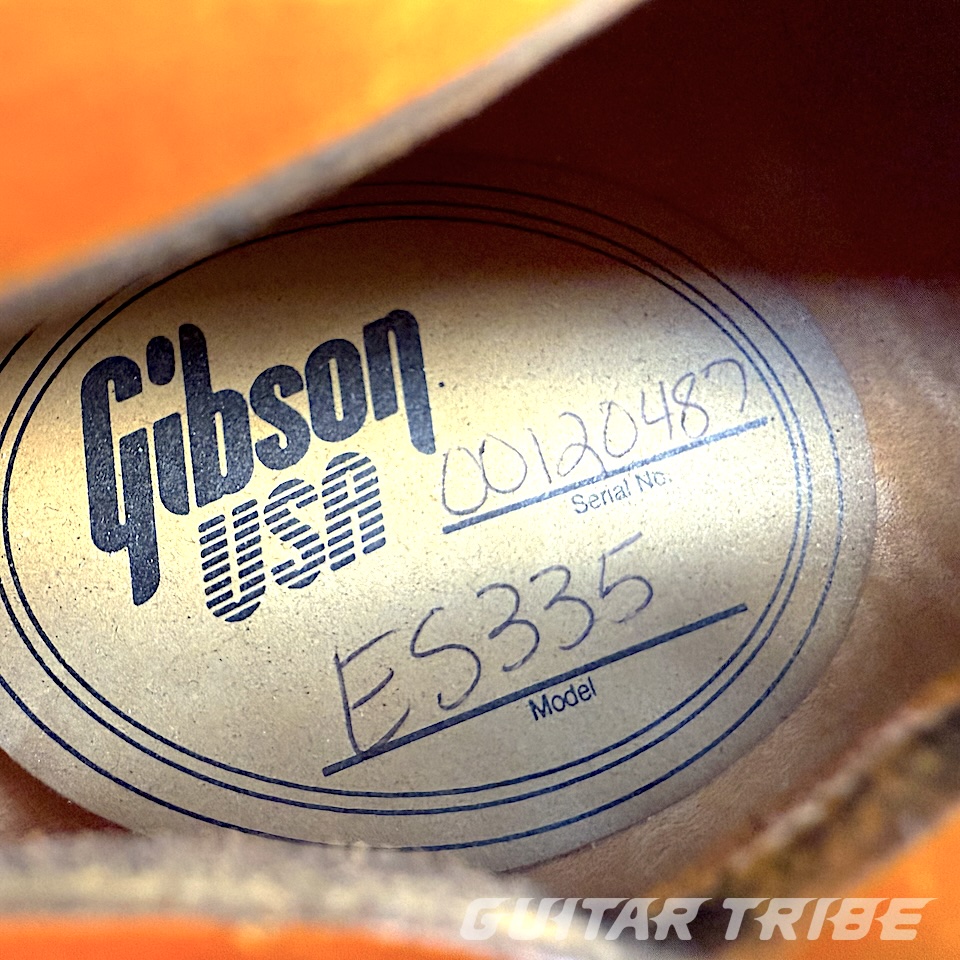 Gibson
USA
00120487
Serial No.
ES335
Model
GUITAR TRIBE